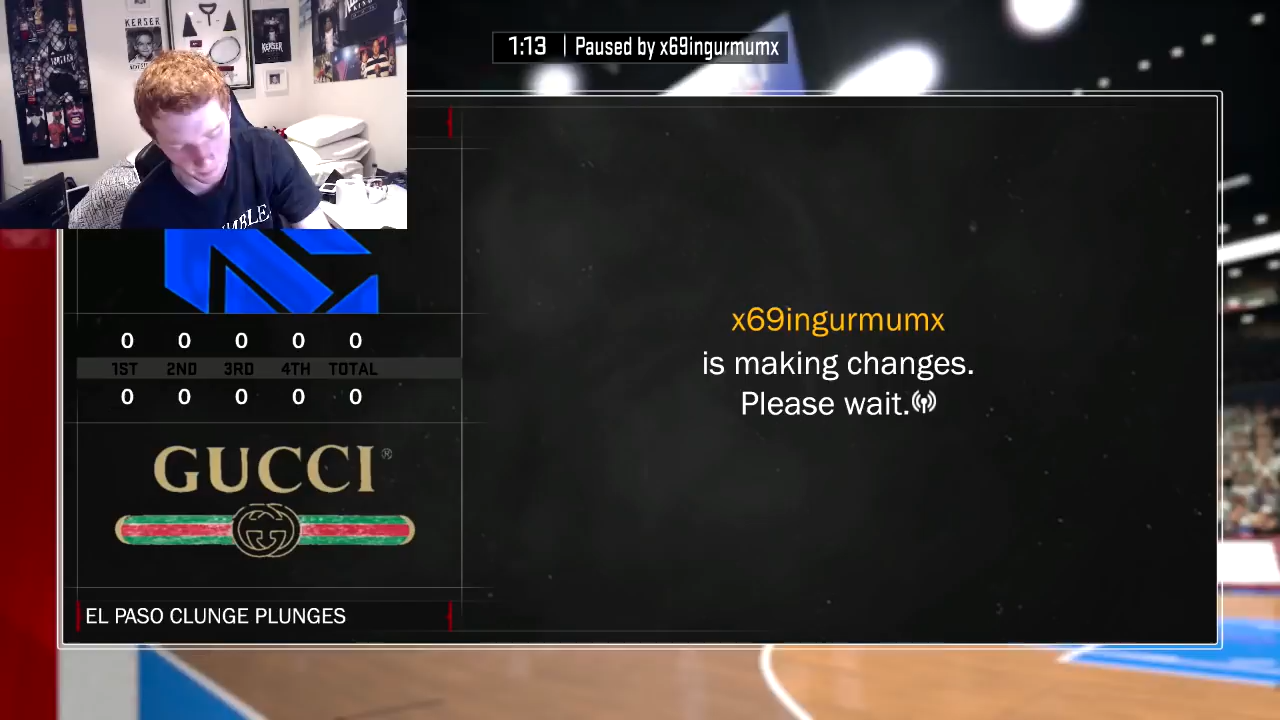 KERSER
KERSER
1:13 | Paused by x69ingurmumx
x69ingurmumx
is making changes.
Please wait.
0 0 0 0 0
1ST 2ND 3RD 4TH TOTAL
0 0 0 0 0
GUCCI®
EL PASO CLUNGE PLUNGES